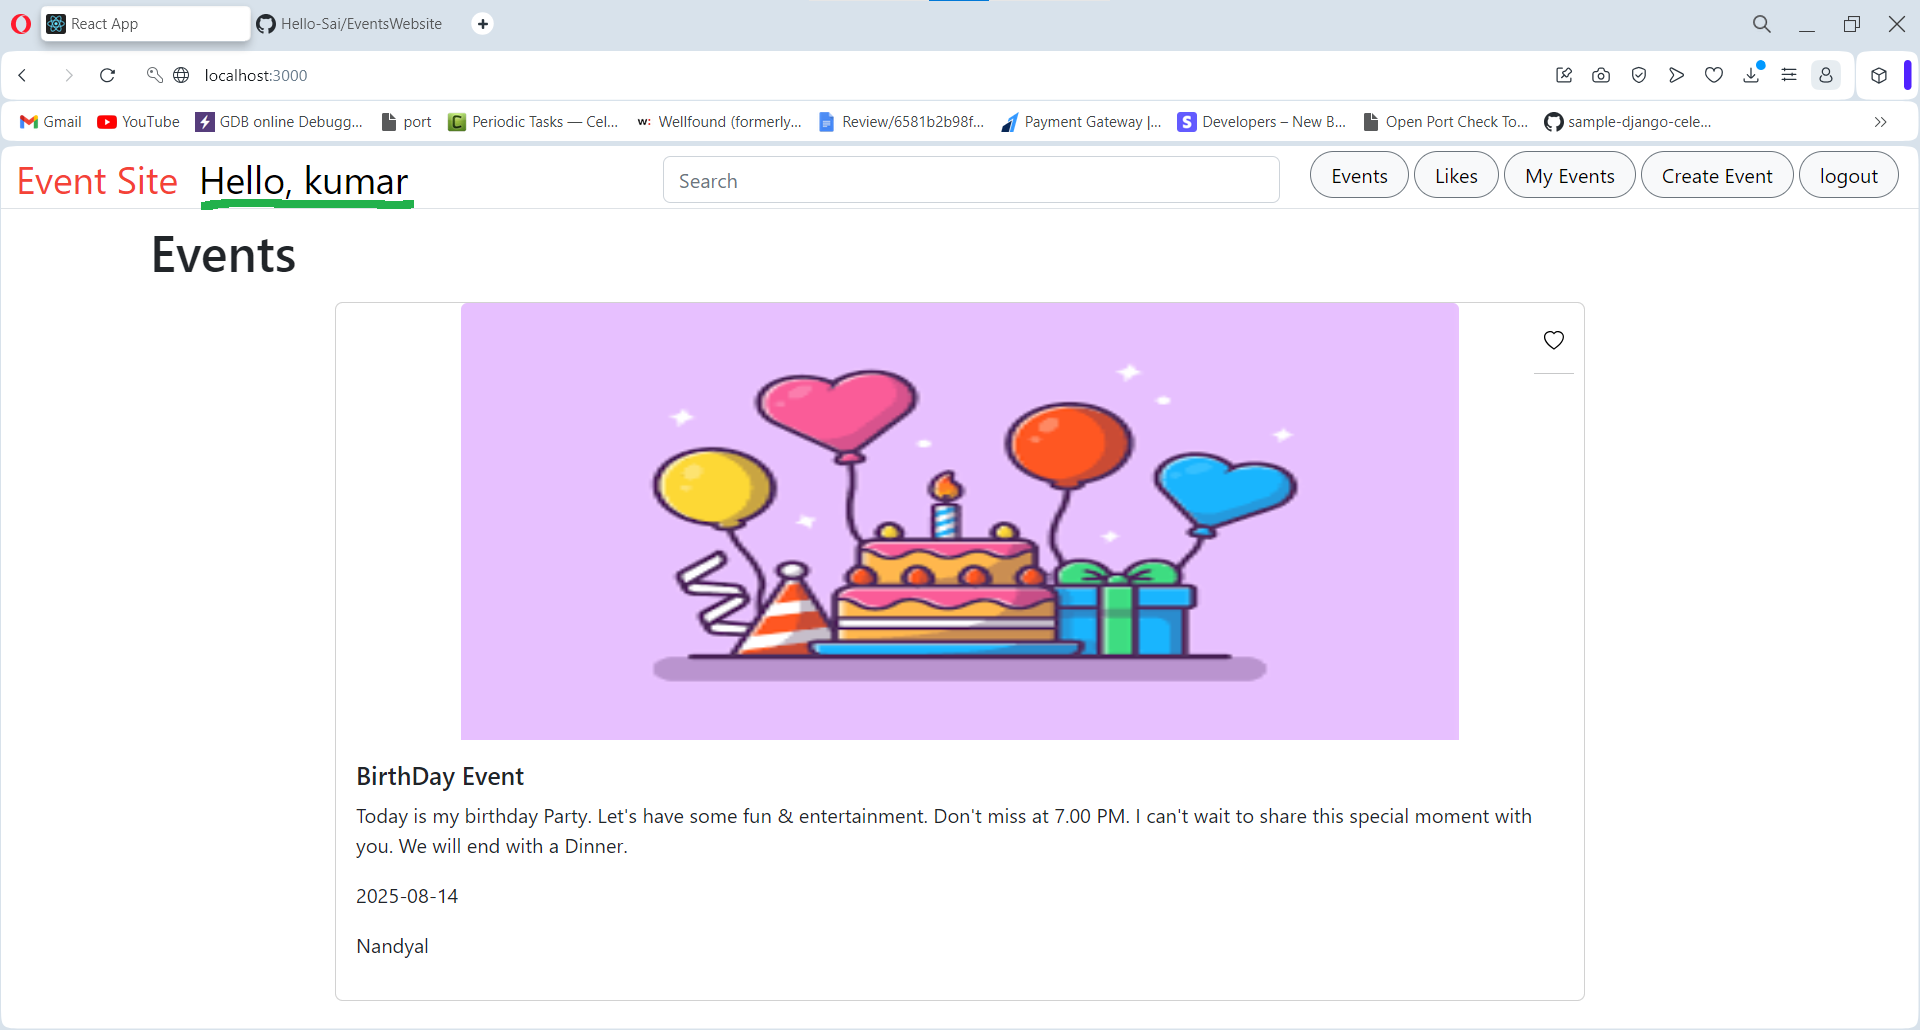 React App
Hello-Sai/EventsWebsite
localhost:3000
Gmail
YouTube
GDB online Debugg...
port
Periodic Tasks — Cel...
w: Wellfound (formerly...
Review/6581b2b98f...
Payment Gateway |...
S Developers – New B...
Open Port Check To...
sample-django-cele...
Event Site
Hello, kumar
Search
Events
Likes
My Events
Create Event
logout
Events
BirthDay Event
Today is my birthday Party. Let's have some fun & entertainment. Don't miss at 7.00 PM. I can't wait to share this special moment with
you. We will end with a Dinner.
2025-08-14
Nandyal